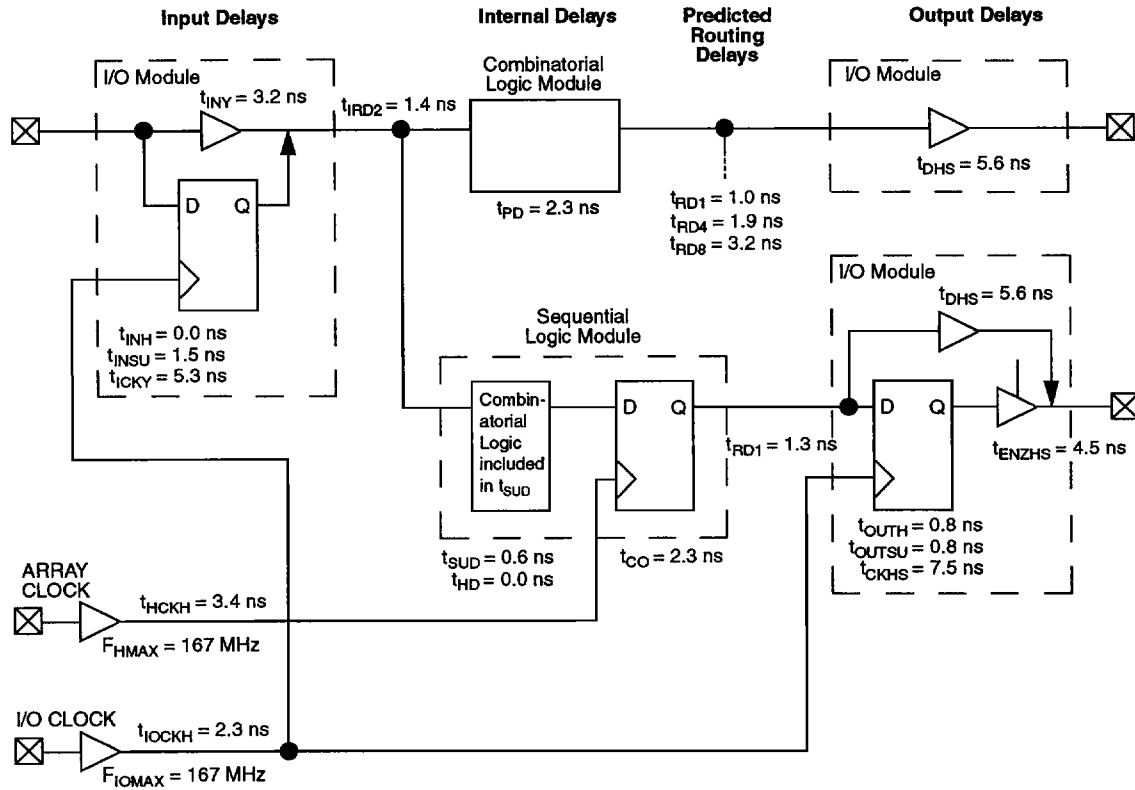 Input Delays
Internal Delays
Predicted
Routing
Delays
Output Delays
I/O Module
tINY = 3.2 ns
tIRD2 = 1.4 ns
Combinatorial
Logic Module
I/O Module
tDHS = 5.6 ns
D Q
tPD = 2.3 ns
tRD1 = 1.0 ns
tRD4 = 1.9 ns
tRD8 = 3.2 ns
I/O Module
tDHS = 5.6 ns
tINH = 0.0 ns
tINSU = 1.5 ns
tICKY = 5.3 ns
Sequential
Logic Module
Combin-
atorial
Logic
included
in tSUD
D Q
tRD1 = 1.3 ns
D Q
tENZHS = 4.5 ns
tSUD = 0.6 ns
tHD = 0.0 ns
tCO = 2.3 ns
tOUTH = 0.8 ns
tOUTSU = 0.8 ns
tCKHS = 7.5 ns
ARRAY
CLOCK
tHCKH = 3.4 ns
FHMAX = 167 MHz
I/O CLOCK
tIOCKH = 2.3 ns
FIOMAX = 167 MHz